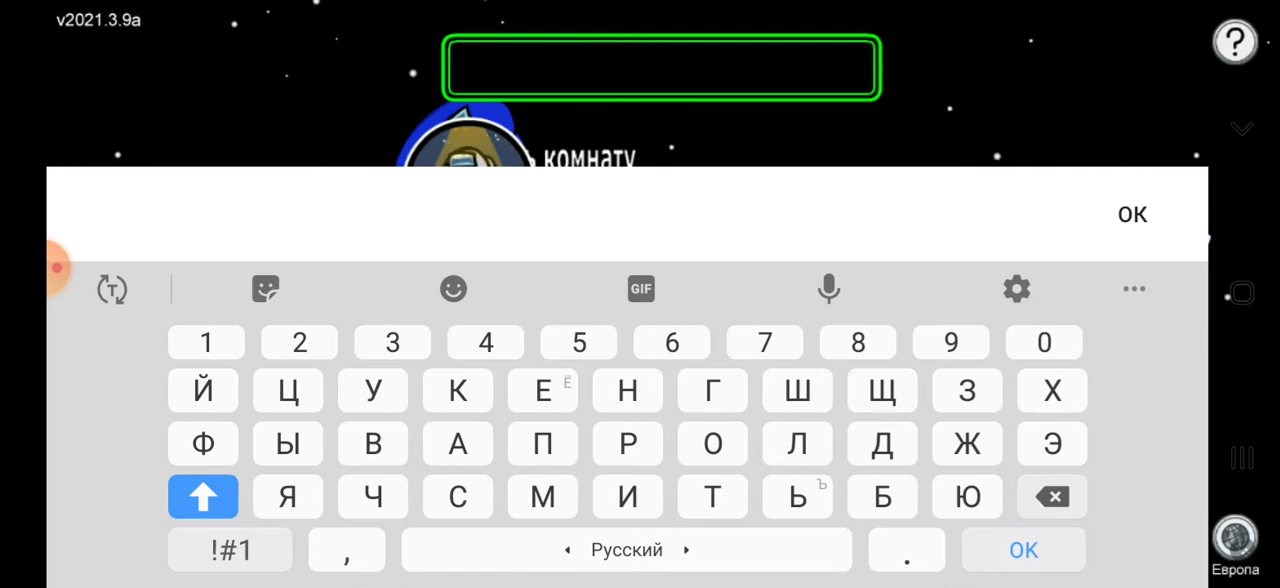 v2021.3.9a
?
комнату
ОК
T
GIF
1 2 3 4 5 6 7 8 9 0
Й Ц У К Е Ё Н Г Ш Щ З Х
Ф Ы В А П Р О Л Д Ж Э
Я Ч С М И Т Ь Ъ Б Ю
!#1 , Русский . OK
Европа